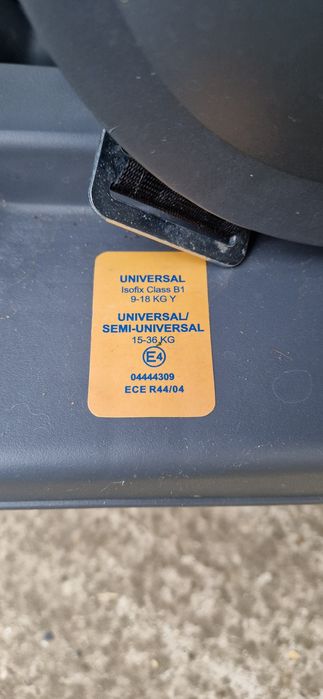 UNIVERSAL
Isofix Class B1
9-18 KG Y
UNIVERSAL/
SEMI-UNIVERSAL
15-36 KG
E4
04444309
ECE R44/04